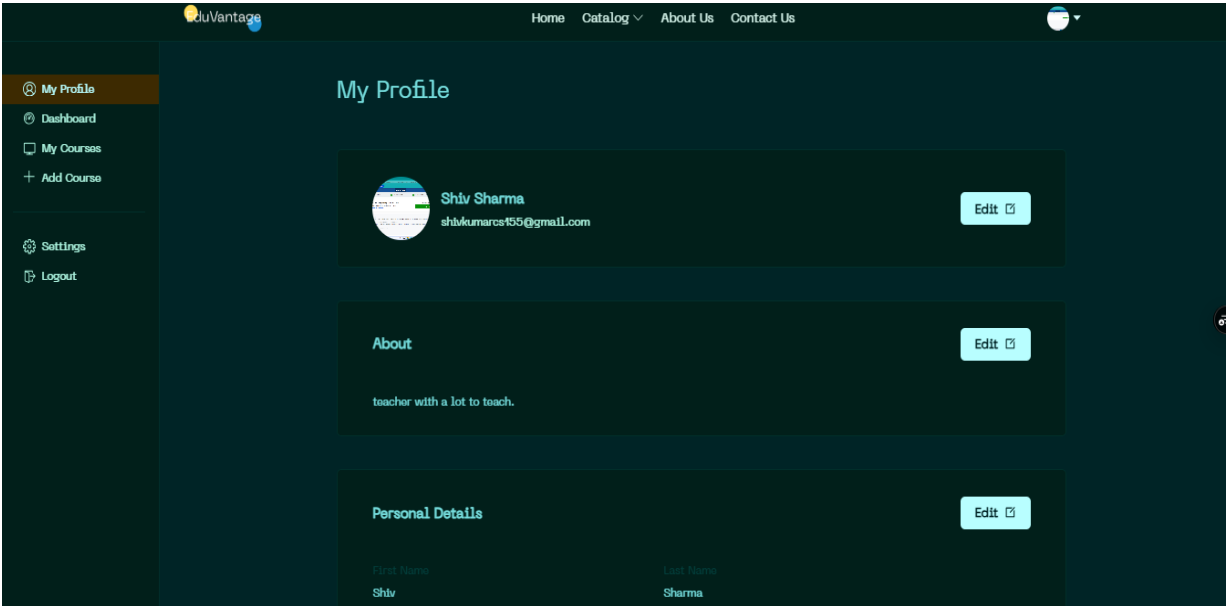 EduVantage
Home Catalog About Us Contact Us
My Profile
Dashboard
My Courses
Add Course
Settings
Logout
My Profile
Shiv Sharma
shivkumarcs155@gmail.com
Edit
About
Edit
teacher with a lot to teach.
Personal Details
Edit
First Name Last Name
Shiv Sharma